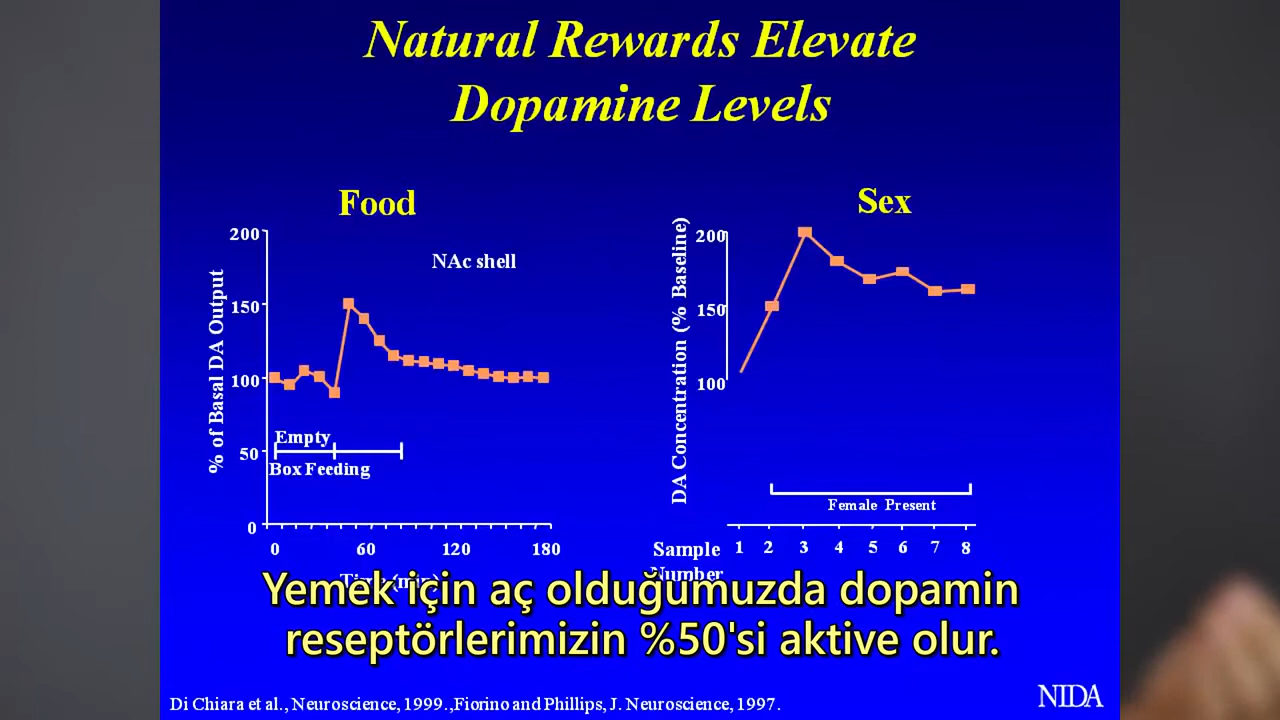 Natural Rewards Elevate
Dopamine Levels
Food
200
150
100
50
0
% of Basal DA Output
NAc shell
Empty
Box Feeding
0 60 120 180
Time (min)
Sex
200
150
100
DA Concentration (% Baseline)
Female Present
1 2 3 4 5 6 7 8
Sample
Number
Yemek için aç olduğumuzda dopamin
reseptörlerimizin %50'si aktive olur.
Di Chiara et al., Neuroscience, 1999.,Fiorino and Phillips, J. Neuroscience, 1997.
NIDA